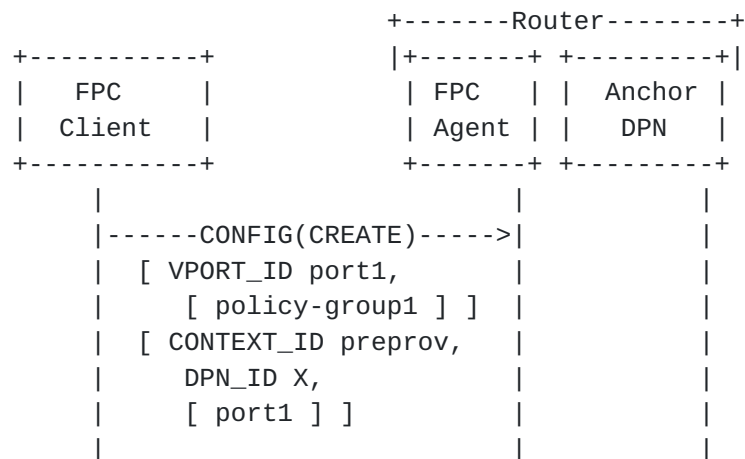 +-------Router--------+
+-----------+           |+-------+ +---------+|
|   FPC     |            | FPC   | |  Anchor |
|  Client   |            | Agent | |   DPN   |
+-----------+            +-------+ +---------+
     |                          |           |
     |------CONFIG(CREATE)----->|           |
     |  [ VPORT_ID port1,       |           |
     |     [ policy-group1 ] ]  |           |
     |  [ CONTEXT_ID preprov,   |           |
     |     DPN_ID X,            |           |
     |     [ port1 ] ]          |           |
     |                          |           |